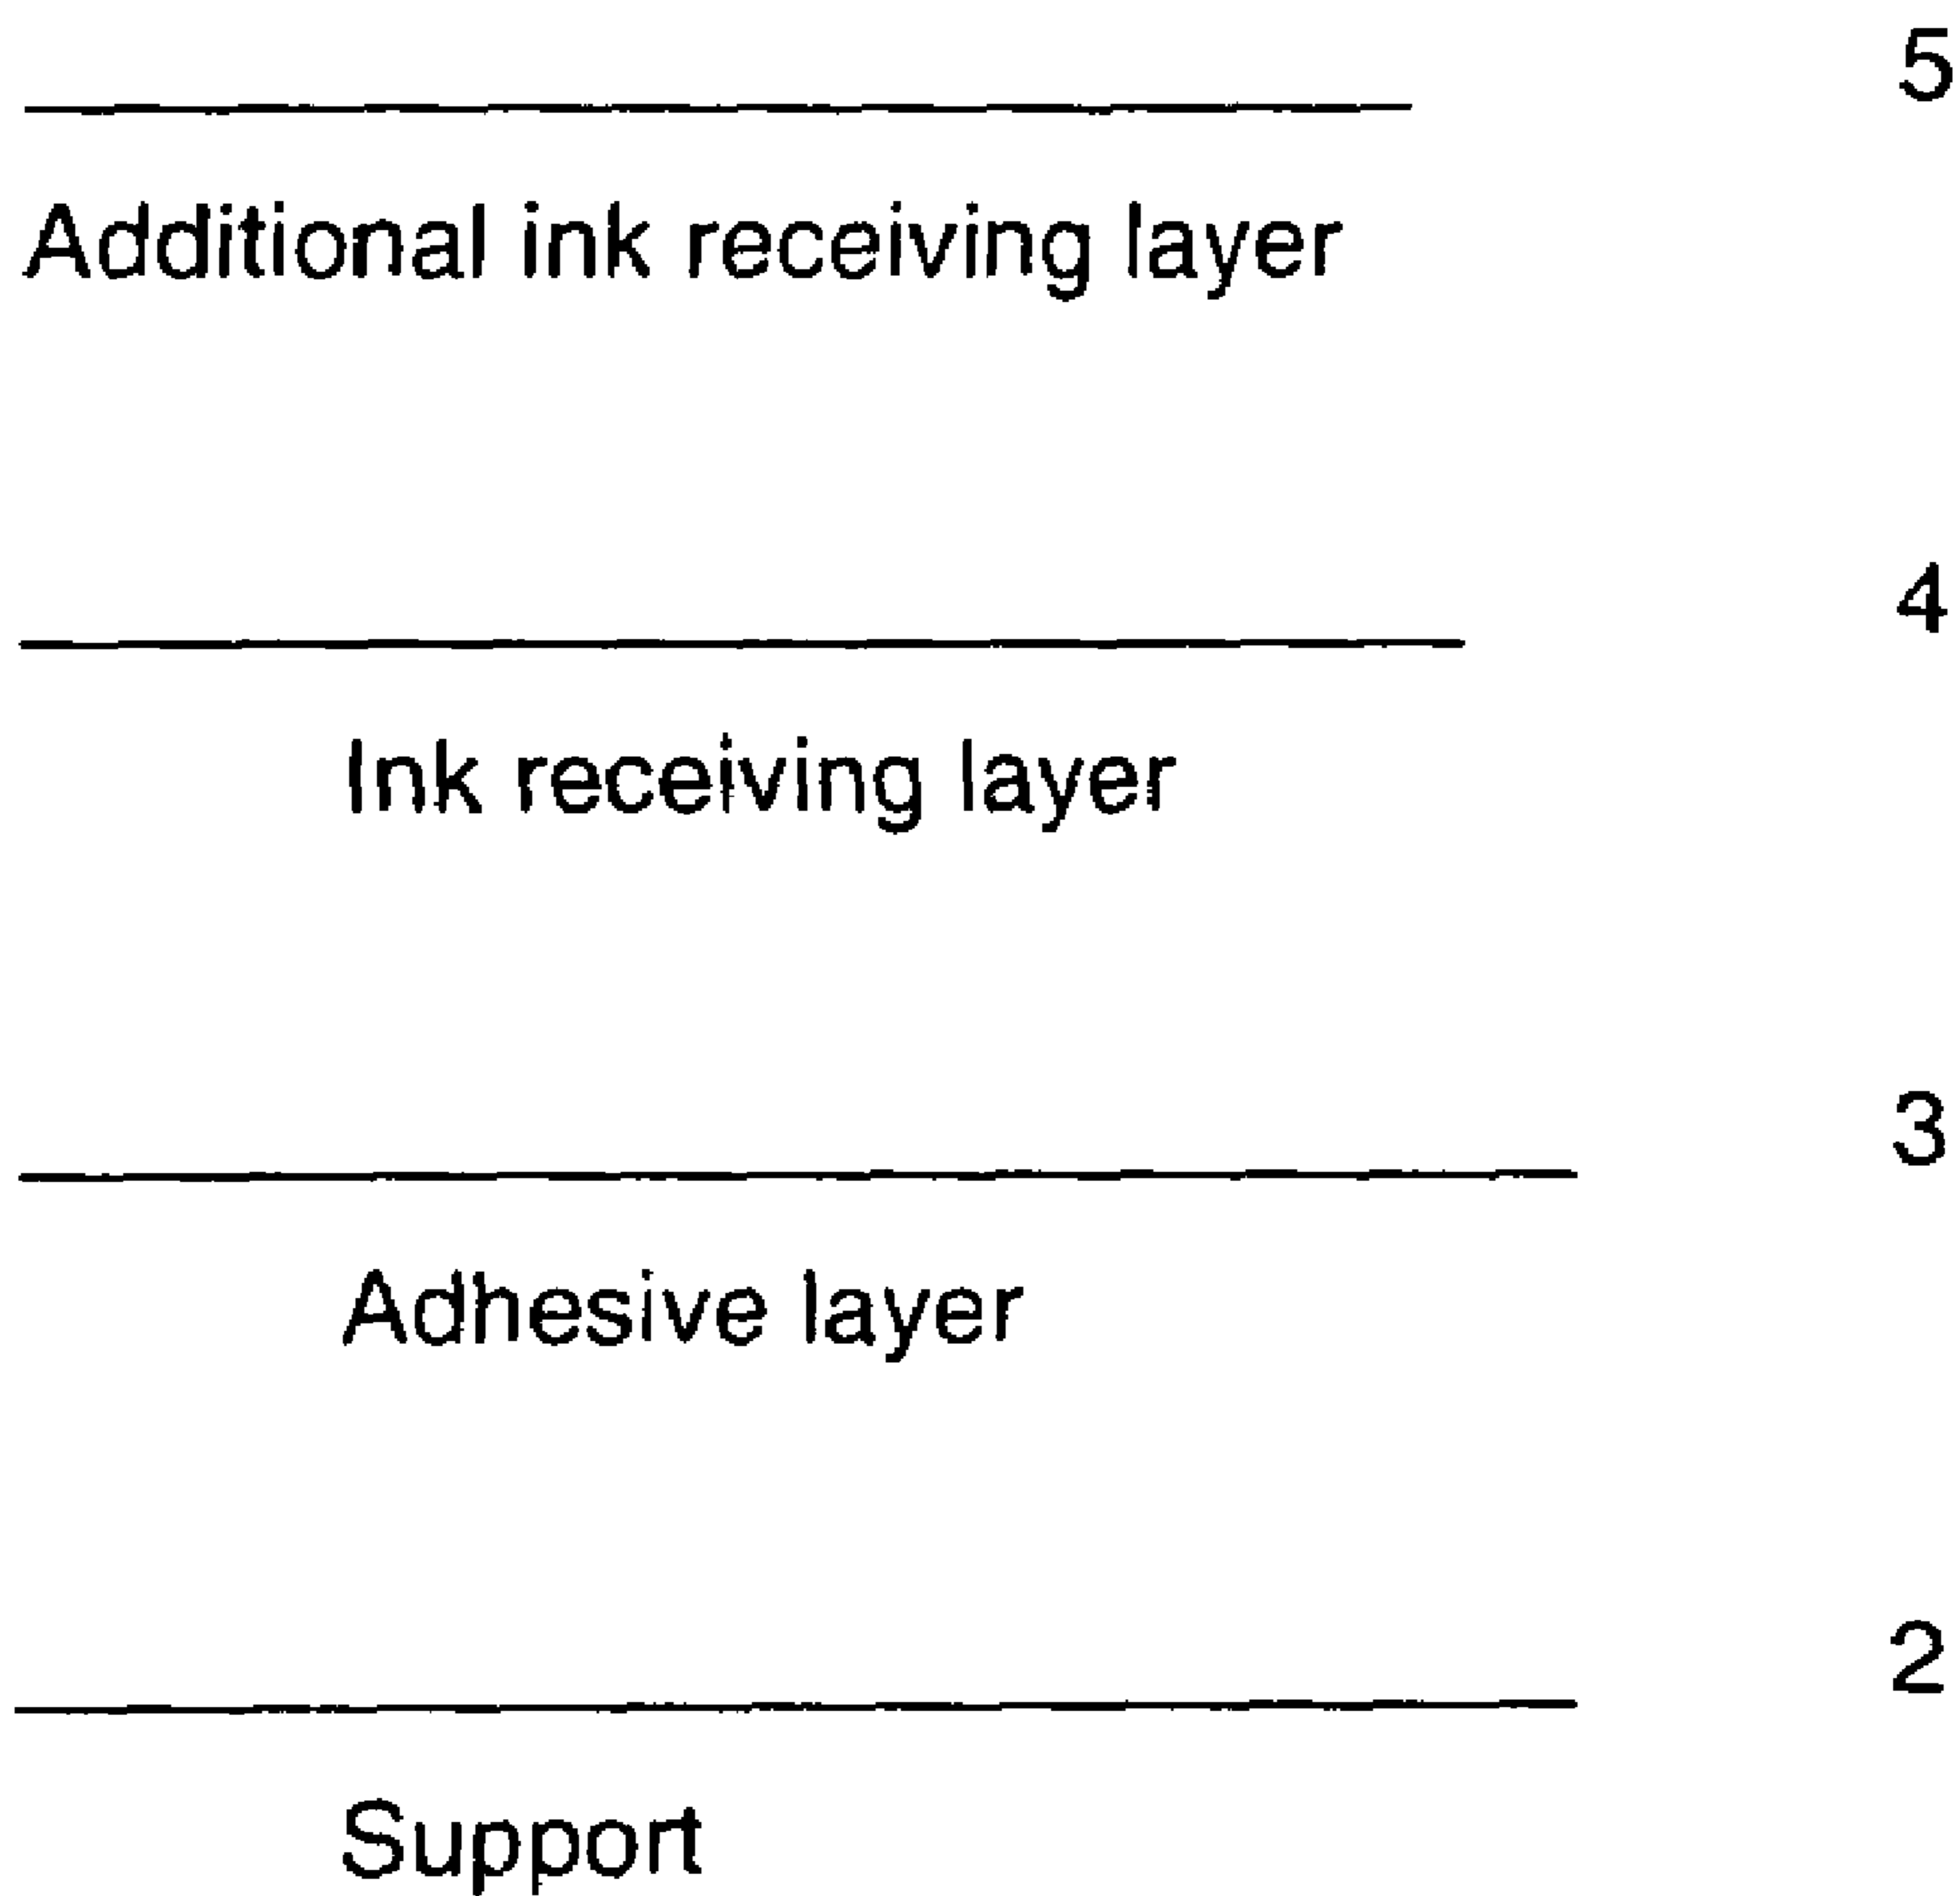 5
Additional ink receiving layer
4
Ink receiving layer
3
Adhesive layer
2
Support